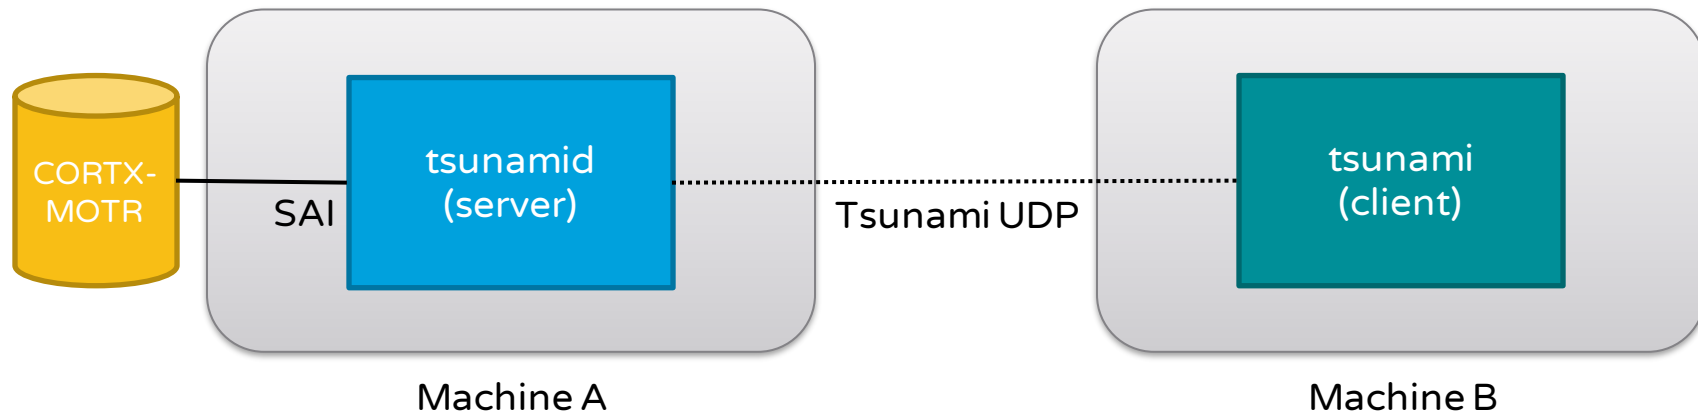 CORTX-
MOTR
SAI
tsunamid
(server)
Tsunami UDP
tsunami
(client)
Machine A
Machine B